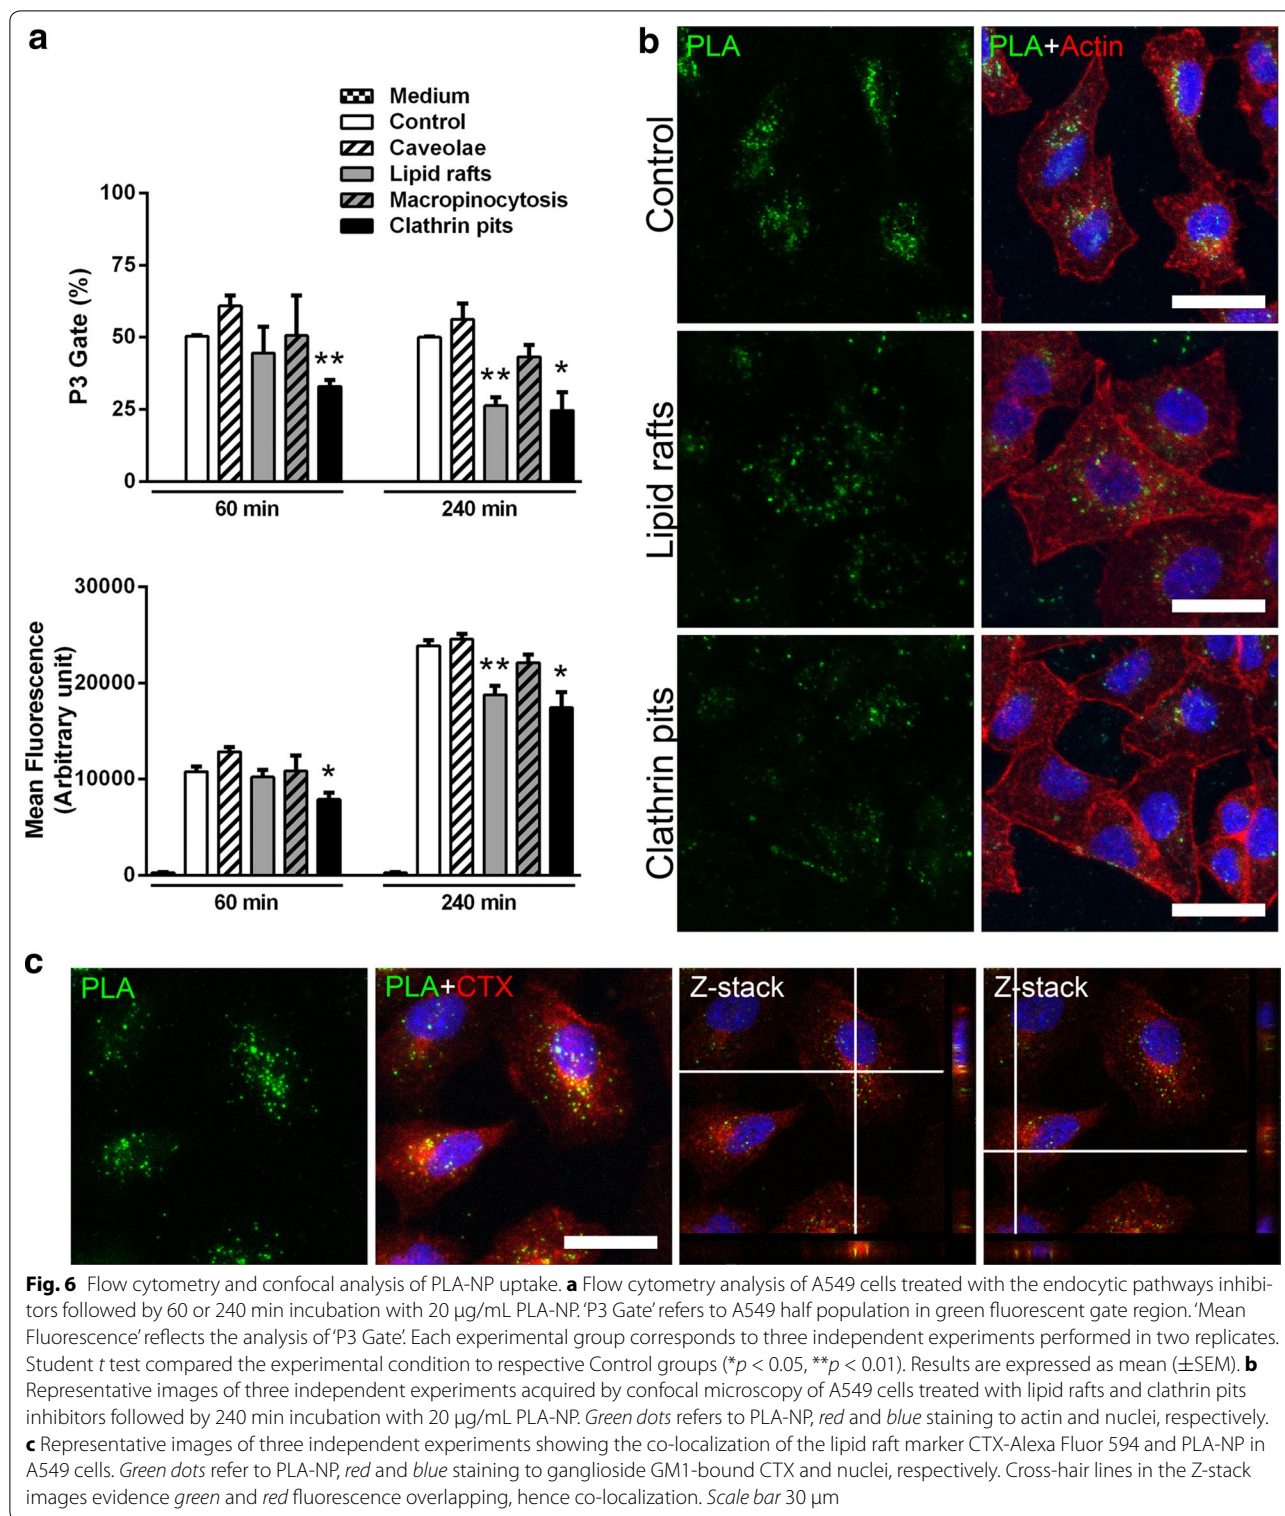 a
Medium
Control
Caveolae
Lipid rafts
Macropinocytosis
Clathrin pits
P3 Gate (%)
100
75
50
25
0
**
**
*
60 min
240 min
Mean Fluorescence
(Arbitrary unit)
30000
20000
10000
0
*
**
*
60 min
240 min
b
PLA
PLA+Actin
Control
Lipid rafts
Clathrin pits
c
PLA
PLA+CTX
Z-stack
Z-stack
Fig. 6 Flow cytometry and confocal analysis of PLA-NP uptake. a Flow cytometry analysis of A549 cells treated with the endocytic pathways inhibi-
tors followed by 60 or 240 min incubation with 20 µg/mL PLA-NP. 'P3 Gate' refers to A549 half population in green fluorescent gate region. 'Mean
Fluorescence' reflects the analysis of 'P3 Gate'. Each experimental group corresponds to three independent experiments performed in two replicates.
Student t test compared the experimental condition to respective Control groups (*p < 0.05, **p < 0.01). Results are expressed as mean (±SEM). b
Representative images of three independent experiments acquired by confocal microscopy of A549 cells treated with lipid rafts and clathrin pits
inhibitors followed by 240 min incubation with 20 µg/mL PLA-NP. Green dots refers to PLA-NP, red and blue staining to actin and nuclei, respectively.
c Representative images of three independent experiments showing the co-localization of the lipid raft marker CTX-Alexa Fluor 594 and PLA-NP in
A549 cells. Green dots refer to PLA-NP, red and blue staining to ganglioside GM1-bound CTX and nuclei, respectively. Cross-hair lines in the Z-stack
images evidence green and red fluorescence overlapping, hence co-localization. Scale bar 30 µm